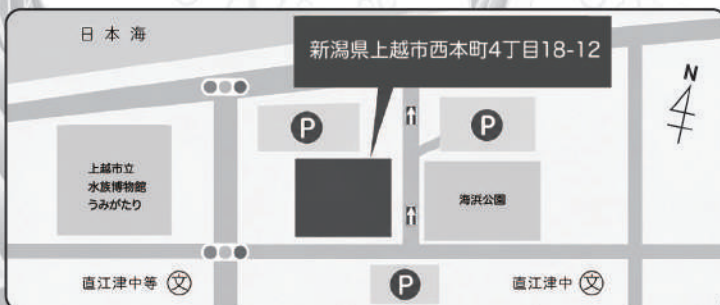 日本海
新潟県上越市西本町4丁目18-12
N
P
P
上越市立
水族博物館
うみがたり
海浜公園
直江津中等 文
P
直江津中 文